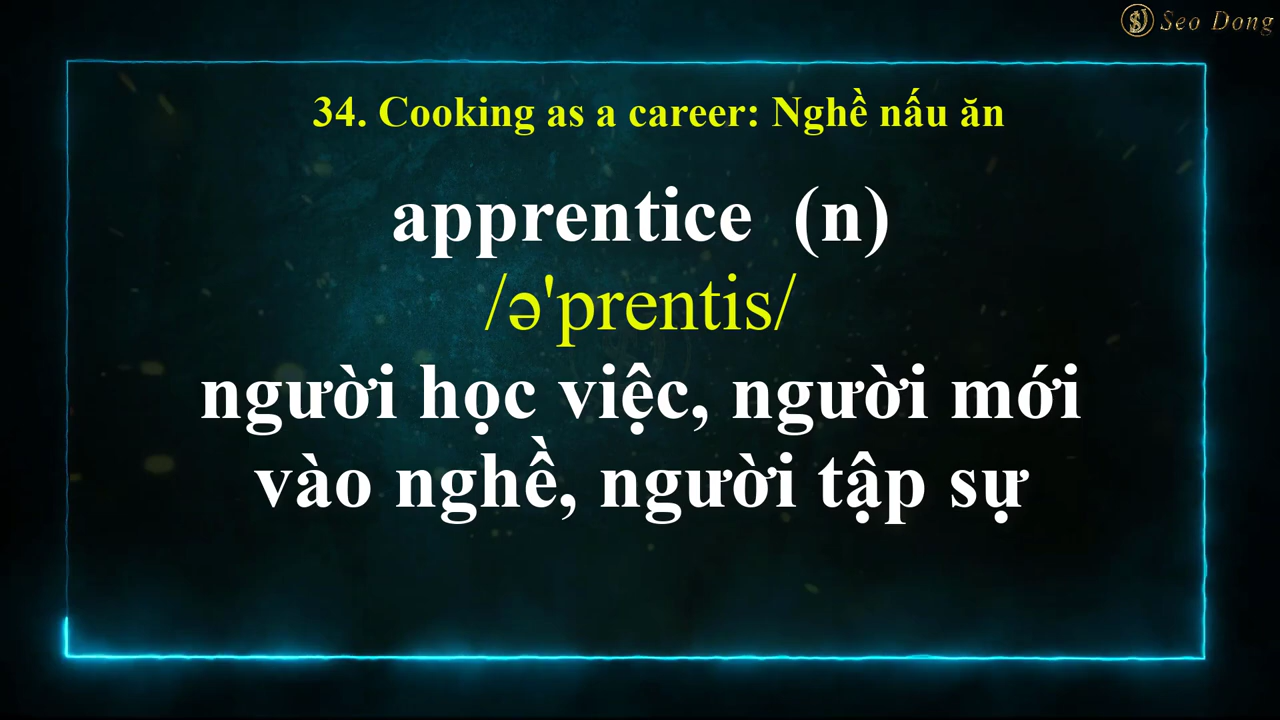 Seo Dong
34. Cooking as a career: Nghề nấu ăn
apprentice (n)
/ə'prentis/
người học việc, người mới
vào nghề, người tập sự